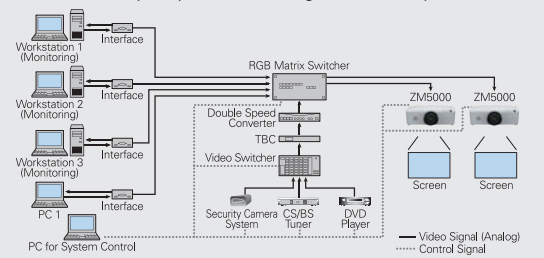 Workstation 1
(Monitoring)
Interface
Workstation 2
(Monitoring)
Interface
Workstation 3
(Monitoring)
Interface
PC 1
Interface
PC for System Control
RGB Matrix Switcher
Double Speed
Converter
TBC
Video Switcher
Security Camera
System
CS/BS
Tuner
DVD
Player
ZM5000
ZM5000
Screen
Screen
Video Signal (Analog)
Control Signal